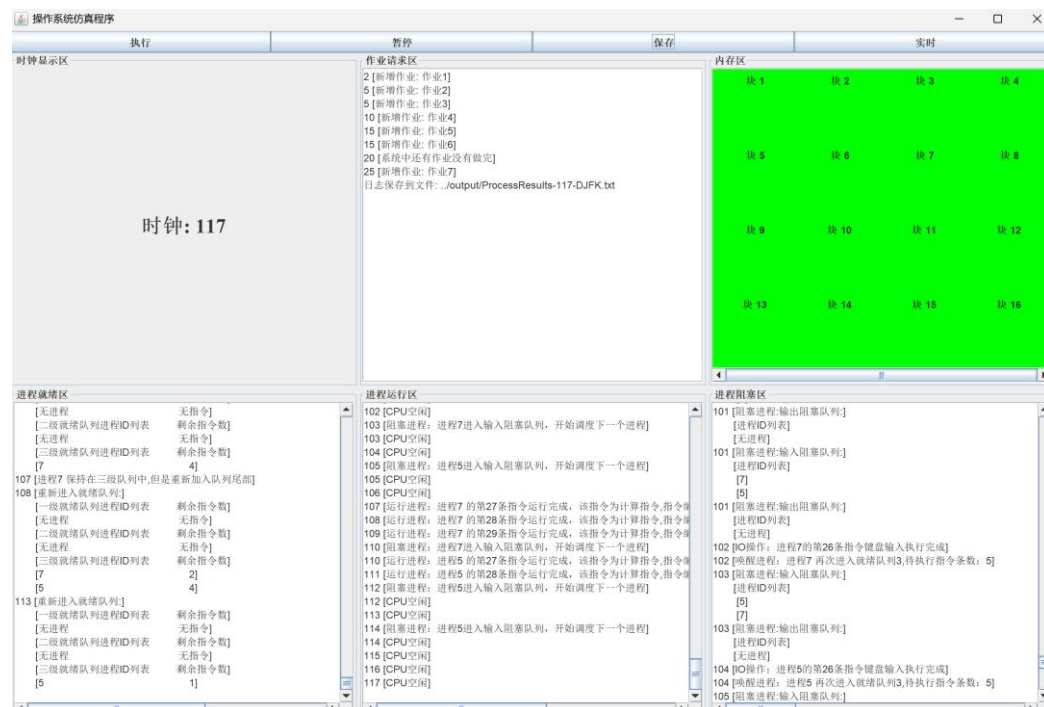 操作系统仿真程序
执行 暂停 保存 实时
时钟显示区
时钟: 117
作业请求区
2 [新增作业: 作业1]
5 [新增作业: 作业2]
5 [新增作业: 作业3]
10 [新增作业: 作业4]
15 [新增作业: 作业5]
15 [新增作业: 作业6]
20 [系统中还有作业没有做完]
25 [新增作业: 作业7]
日志保存到文件: ../output/ProcessResults-117-DJFK.txt
内存区
块 1 块 2 块 3 块 4
块 5 块 6 块 7 块 8
块 9 块 10 块 11 块 12
块 13 块 14 块 15 块 16
进程就绪区
[无进程 无指令]
[二级就绪队列进程ID列表 剩余指令数]
[无进程 无指令]
[三级就绪队列进程ID列表 剩余指令数]
[7 4]
107 [进程7 保持在三级队列中,但是重新加入队列尾部]
108 [重新进入就绪队列:]
[一级就绪队列进程ID列表 剩余指令数]
[无进程 无指令]
[二级就绪队列进程ID列表 剩余指令数]
[无进程 无指令]
[三级就绪队列进程ID列表 剩余指令数]
[7 2]
[5 4]
113 [重新进入就绪队列:]
[一级就绪队列进程ID列表 剩余指令数]
[无进程 无指令]
[二级就绪队列进程ID列表 剩余指令数]
[无进程 无指令]
[三级就绪队列进程ID列表 剩余指令数]
[5 1]
进程运行区
102 [CPU空闲]
103 [阻塞进程：进程7进入输入阻塞队列，开始调度下一个进程]
103 [CPU空闲]
104 [CPU空闲]
105 [阻塞进程：进程5进入输入阻塞队列，开始调度下一个进程]
105 [CPU空闲]
106 [CPU空闲]
107 [运行进程：进程7 的第27条指令运行完成，该指令为计算指令,指令
108 [运行进程：进程7 的第28条指令运行完成，该指令为计算指令,指令
109 [运行进程：进程7 的第29条指令运行完成，该指令为计算指令,指令
110 [阻塞进程：进程7进入输入阻塞队列，开始调度下一个进程]
110 [运行进程：进程5 的第27条指令运行完成，该指令为计算指令,指令
111 [运行进程：进程5 的第28条指令运行完成，该指令为计算指令,指令
112 [阻塞进程：进程5进入输入阻塞队列，开始调度下一个进程]
112 [CPU空闲]
113 [CPU空闲]
114 [阻塞进程：进程5进入输入阻塞队列，开始调度下一个进程]
114 [CPU空闲]
115 [CPU空闲]
116 [CPU空闲]
117 [CPU空闲]
进程阻塞区
101 [阻塞进程:输出阻塞队列:]
[进程ID列表]
[无进程]
101 [阻塞进程:输入阻塞队列:]
[进程ID列表]
[7]
[5]
101 [阻塞进程:输出阻塞队列:]
[进程ID列表]
[无进程]
102 [IO操作：进程7的第26条指令键盘输入执行完成]
102 [唤醒进程：进程7 再次进入就绪队列3,待执行指令条数：5]
103 [阻塞进程:输入阻塞队列:]
[进程ID列表]
[5]
[7]
103 [阻塞进程:输出阻塞队列:]
[进程ID列表]
[无进程]
104 [IO操作：进程5的第26条指令键盘输入执行完成]
104 [唤醒进程：进程5 再次进入就绪队列3,待执行指令条数：5]
105 [阻塞进程:输入阻塞队列:]